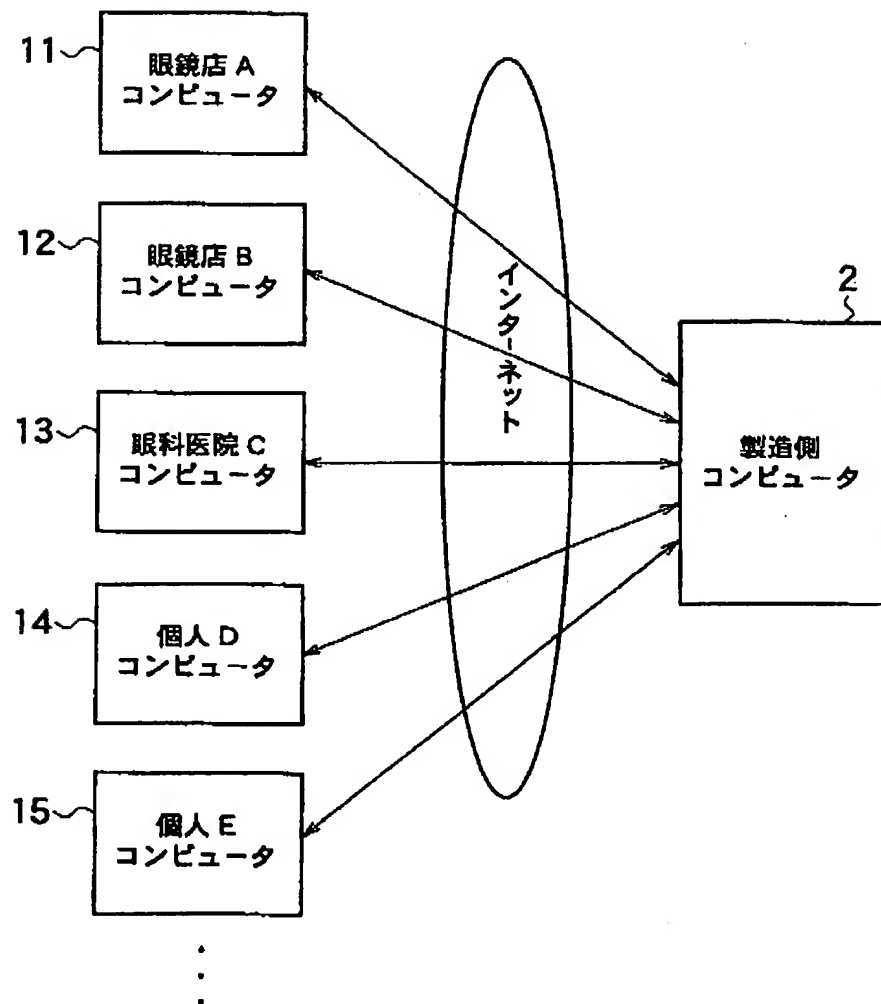 11
眼鏡店 A
コンピュータ
12
眼鏡店 B
コンピュータ
13
眼科医院 C
コンピュータ
14
個人 D
コンピュータ
15
個人 E
コンピュータ
インターネット
2
製造側
コンピュータ